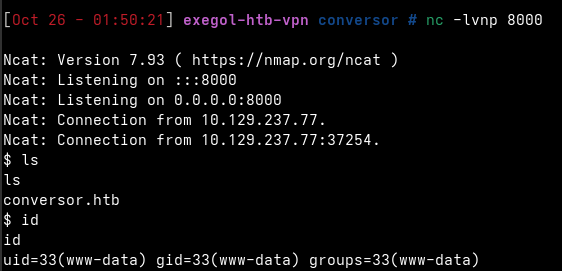 [Oct 26 - 01:50:21] exegol-htb-vpn conversor # nc -lvnp 8000
Ncat: Version 7.93 ( https://nmap.org/ncat )
Ncat: Listening on :::8000
Ncat: Listening on 0.0.0.0:8000
Ncat: Connection from 10.129.237.77.
Ncat: Connection from 10.129.237.77:37254.
$ ls
ls
conversor.htb
$ id
id
uid=33(www-data) gid=33(www-data) groups=33(www-data)